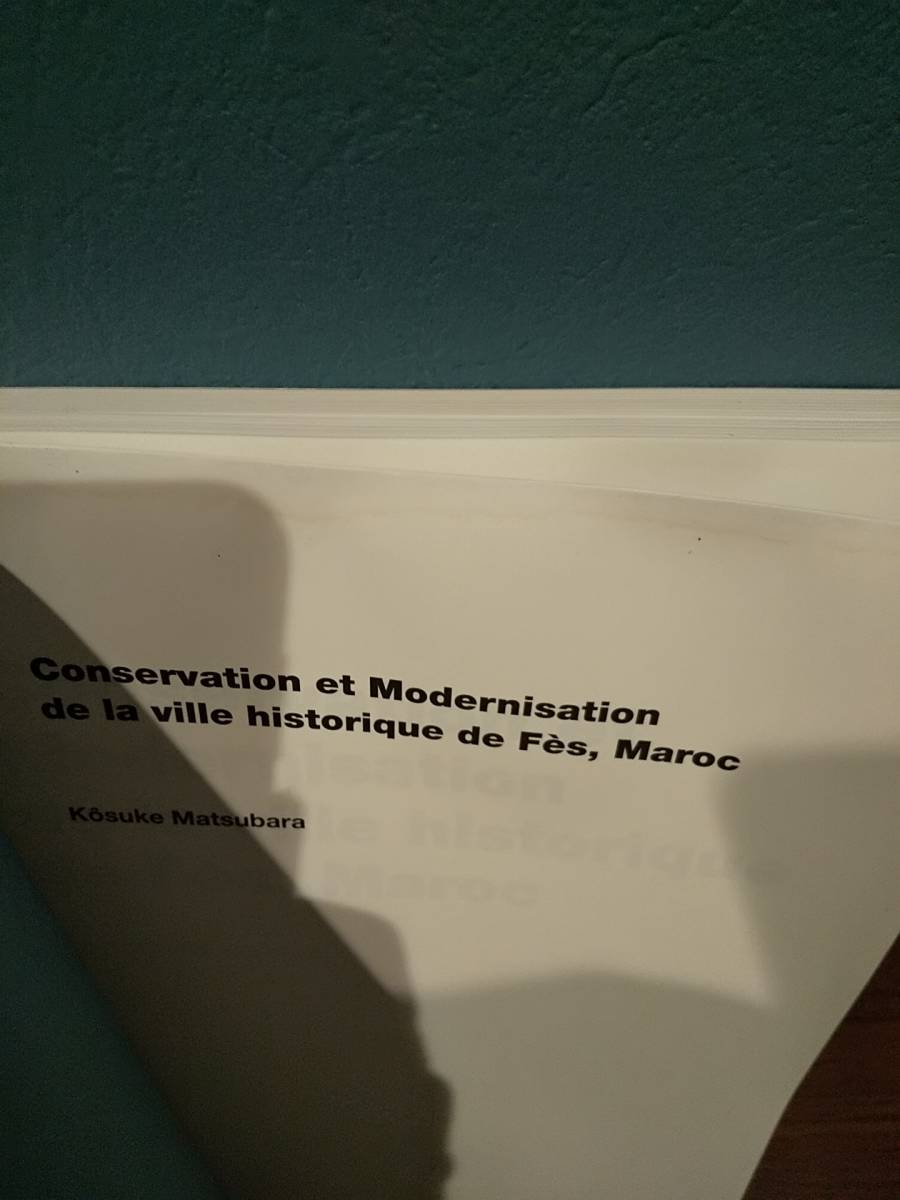 Conservation et Modernisation
de la ville historique de Fès, Maroc
Kôsuke Matsubara